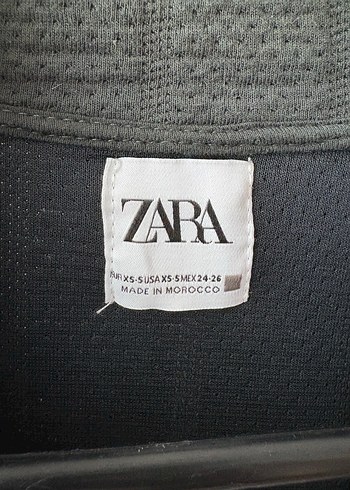 ZARA
EUR XS-S USA XS-S MEX 24-26
MADE IN MOROCCO